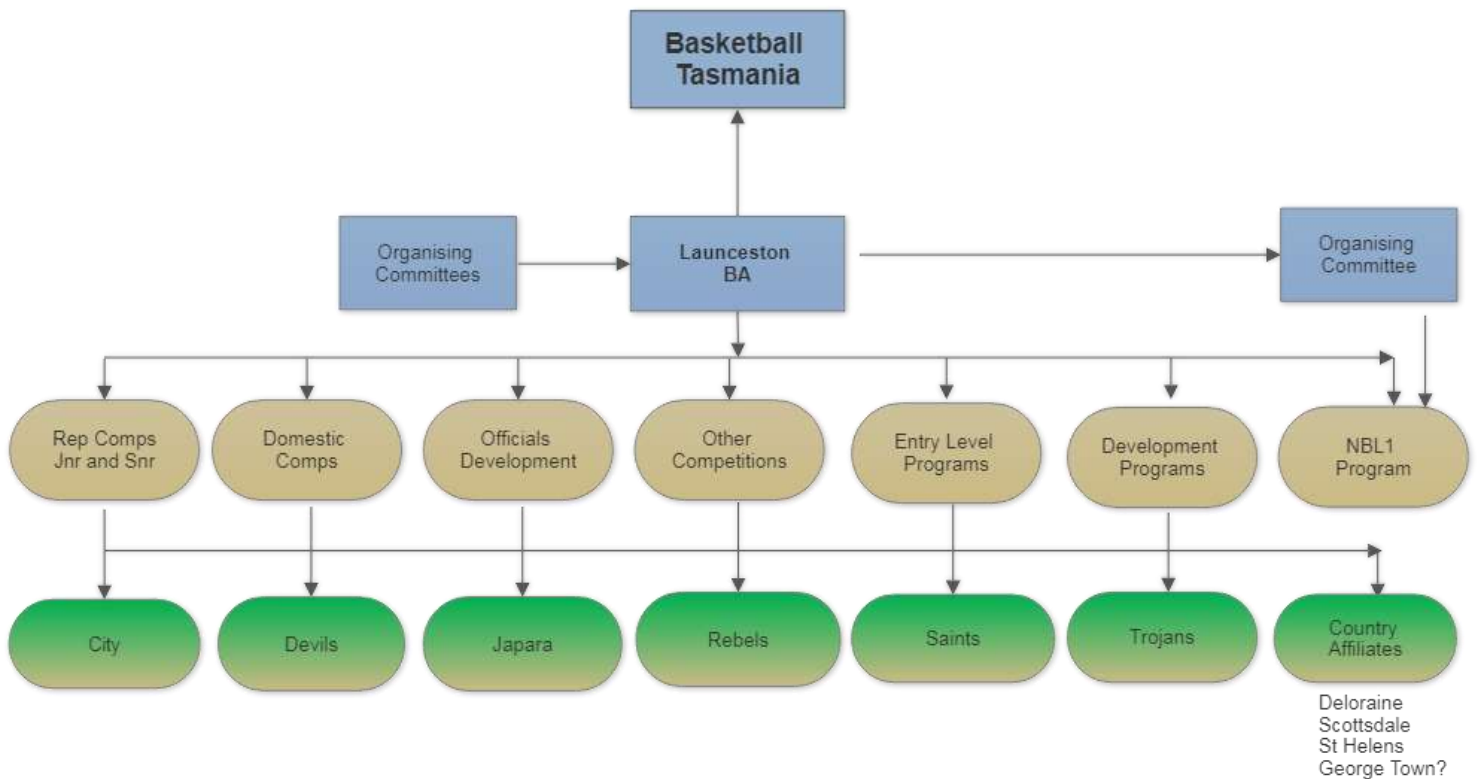 Basketball
Tasmania
Organising
Committees
Launceston
BA
Organising
Committee
Rep Comps
Jnr and Snr
Domestic
Comps
Officials
Development
Other
Competitions
Entry Level
Programs
Development
Programs
NBL1
Program
City
Devils
Japara
Rebels
Saints
Trojans
Country
Affiliates
Deloraine
Scottsdale
St Helens
George Town?